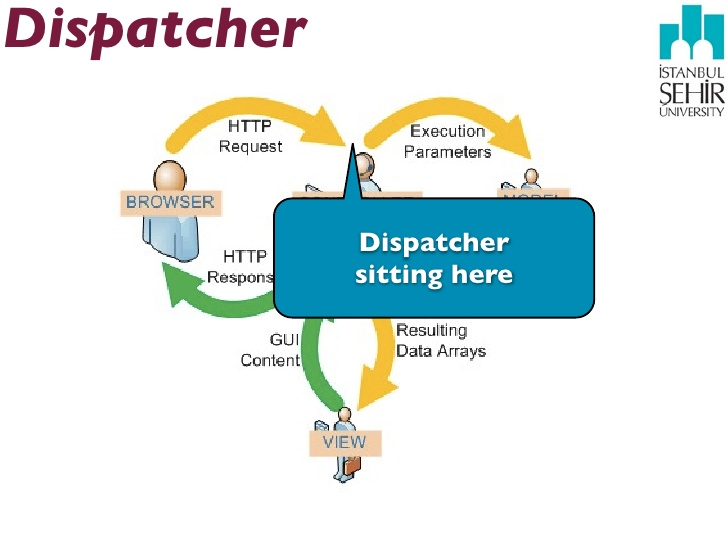 Dispatcher
İSTANBUL
ŞEHİR
UNIVERSITY
HTTP
Request
Execution
Parameters
BROWSER
Dispatcher
sitting here
HTTP
Respons
GUI
Content
Resulting
Data Arrays
VIEW